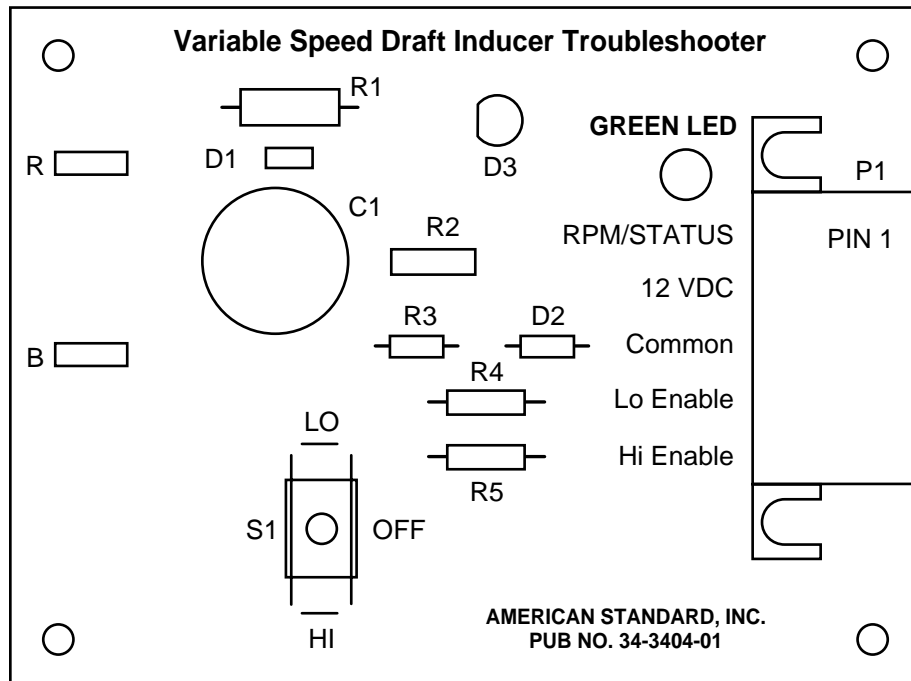 Variable Speed Draft Inducer Troubleshooter
R1
GREEN LED
D1
D3
R
P1
C1
R2
RPM/STATUS
PIN 1
12 VDC
R3
D2
Common
B
R4
Lo Enable
LO
Hi Enable
R5
S1
OFF
HI
AMERICAN STANDARD, INC.
PUB NO. 34-3404-01